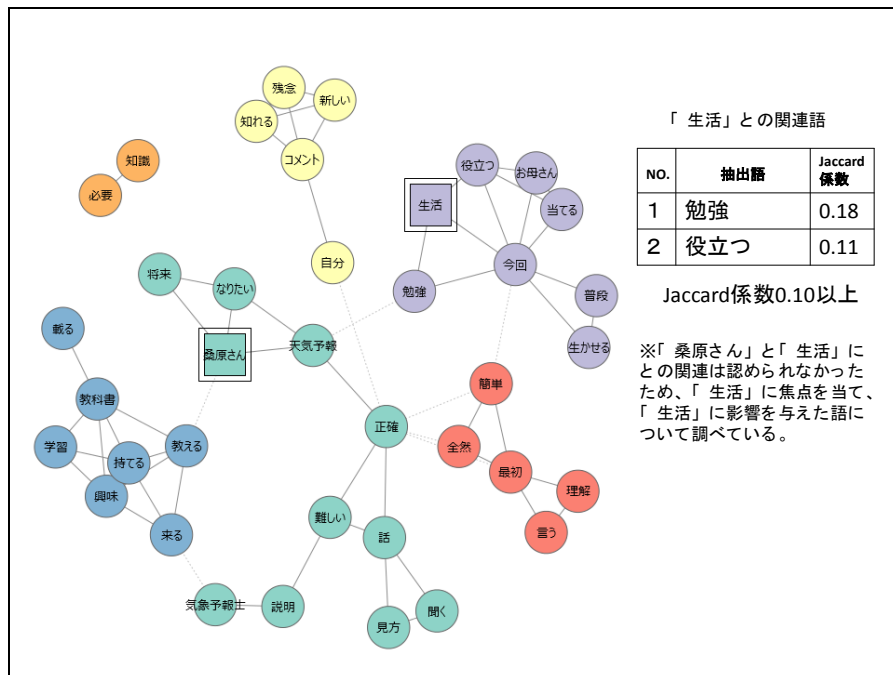 残念
新しい
知れる
コメント
知識
必要
役立つ
お母さん
生活
当てる
自分
今回
将来
なりたい
勉強
普段
載る
桑原さん
天気予報
生かせる
教科書
簡単
学習
教える
正確
全然
持てる
最初
興味
理解
来る
難しい
話
言う
気象予報士
説明
見方
聞く
「 生活」との関連語
NO. 抽出語 Jaccard
係数
1 勉強 0.18
2 役立つ 0.11
Jaccard係数0.10以上
※「 桑原さん」と「 生活」に
との関連は認められなかった
ため、「 生活」に焦点を当て、
「 生活」に影響を与えた語に
ついて調べている。